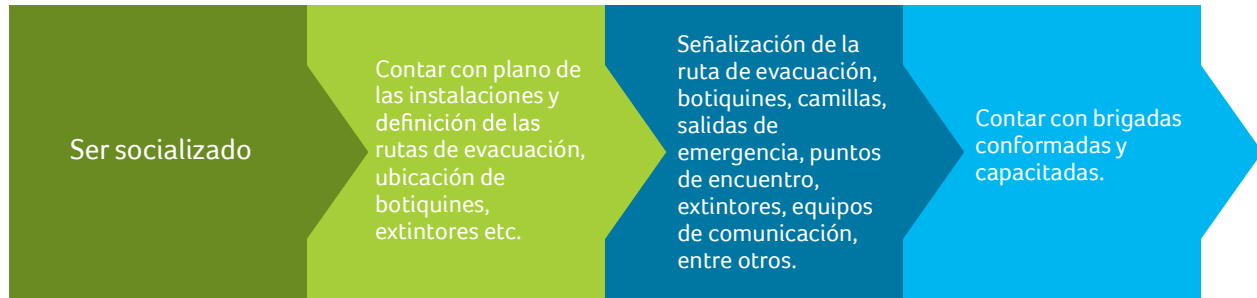 Ser socializado
Contar con plano de
las instalaciones y
definición de las
rutas de evacuación,
ubicación de
botiquines,
extintores etc.
Señalización de la
ruta de evacuación,
botiquines, camillas,
salidas de
emergencia, puntos
de encuentro,
extintores, equipos
de comunicación,
entre otros.
Contar con brigadas
conformadas y
capacitadas.